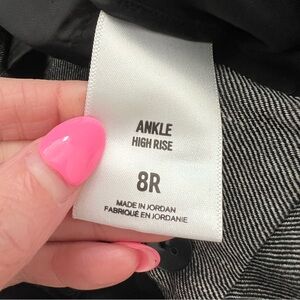 ANKLE
HIGH RISE
8R
MADE IN JORDAN
FABRIQUÉ EN JORDANIE